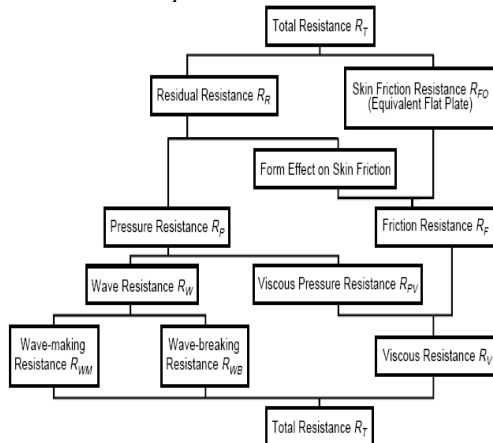 Total Resistance R_T
Residual Resistance R_R
Skin Friction Resistance R_FO
(Equivalent Flat Plate)
Form Effect on Skin Friction
Pressure Resistance R_P
Friction Resistance R_F
Wave Resistance R_W
Viscous Pressure Resistance R_PV
Wave-making
Resistance R_WM
Wave-breaking
Resistance R_WB
Viscous Resistance R_V
Total Resistance R_T